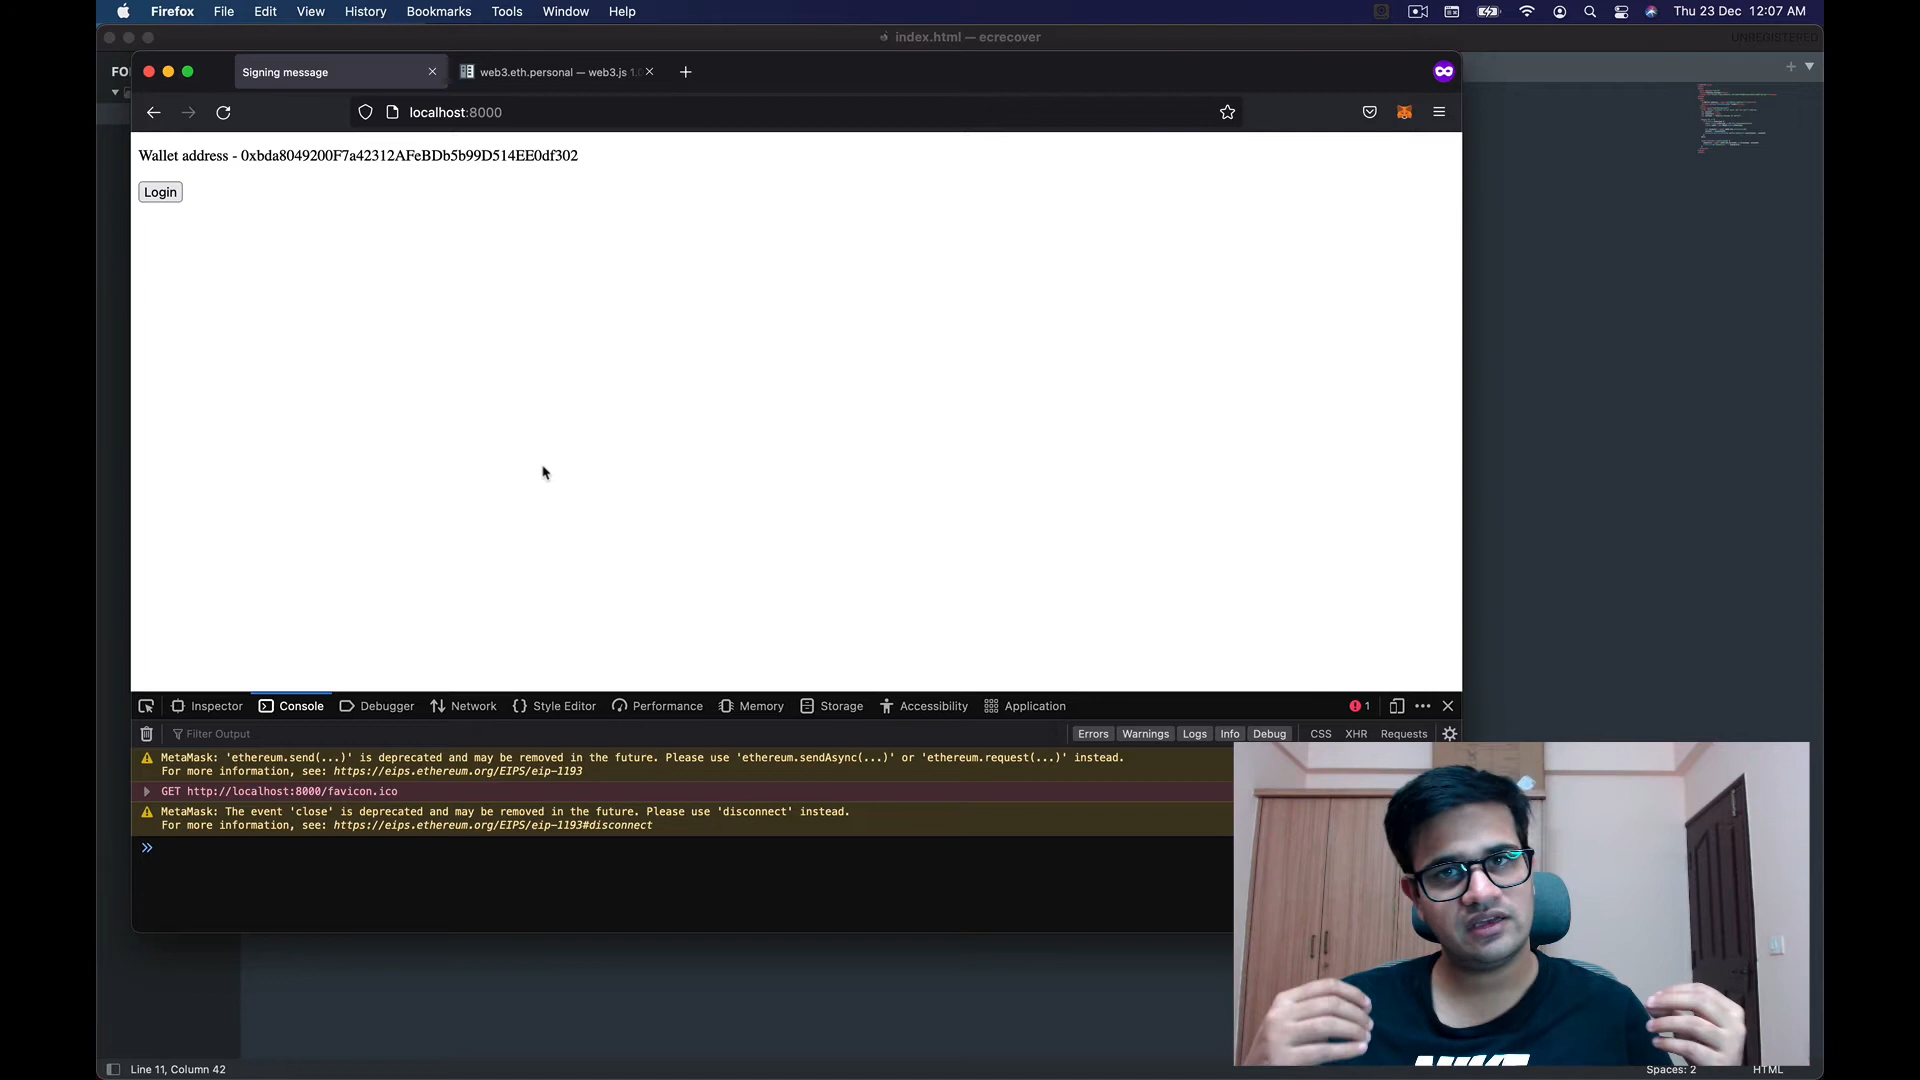 Firefox File Edit View History Bookmarks Tools Window Help Thu 23 Dec 12:07 AM
index.html — ecrecover UNREGISTERED
FO
Signing message web3.eth.personal — web3.js 1.0
localhost:8000
Wallet address - 0xbda8049200F7a42312AFeBDb5b99D514EE0df302
Login
Inspector Console Debugger Network Style Editor Performance Memory Storage Accessibility Application 1
Filter Output Errors Warnings Logs Info Debug CSS XHR Requests
MetaMask: 'ethereum.send(...)' is deprecated and may be removed in the future. Please use 'ethereum.sendAsync(...)' or 'ethereum.request(...)' instead.
For more information, see: https://eips.ethereum.org/EIPS/eip-1193
GET http://localhost:8000/favicon.ico
MetaMask: The event 'close' is deprecated and may be removed in the future. Please use 'disconnect' instead.
For more information, see: https://eips.ethereum.org/EIPS/eip-1193#disconnect
Line 11, Column 42 Spaces: 2 HTML